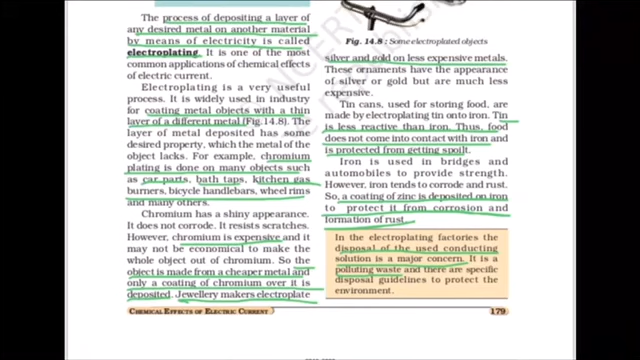 The process of depositing a layer of
any desired metal on another material
by means of electricity is called
electroplating. It is one of the most
common applications of chemical effects
of electric current.
Electroplating is a very useful
process. It is widely used in industry
for coating metal objects with a thin
layer of a different metal (Fig.14.8). The
layer of metal deposited has some
desired property, which the metal of the
object lacks. For example, chromium
plating is done on many objects such
as car parts, bath taps, kitchen gas
burners, bicycle handlebars, wheel rims
and many others.
Chromium has a shiny appearance.
It does not corrode. It resists scratches.
However, chromium is expensive and it
may not be economical to make the
whole object out of chromium. So the
object is made from a cheaper metal and
only a coating of chromium over it is
deposited. Jewellery makers electroplate
Fig. 14.8 : Some electroplated objects
silver and gold on less expensive metals.
These ornaments have the appearance
of silver or gold but are much less
expensive.
Tin cans, used for storing food, are
made by electroplating tin onto iron. Tin
is less reactive than iron. Thus, food
does not come into contact with iron and
is protected from getting spoilt.
Iron is used in bridges and
automobiles to provide strength.
However, iron tends to corrode and rust.
So, a coating of zinc is deposited on iron
to protect it from corrosion and
formation of rust.
In the electroplating factories the
disposal of the used conducting
solution is a major concern. It is a
polluting waste and there are specific
disposal guidelines to protect the
environment.
CHEMICAL EFFECTS OF ELECTRIC CURRENT
179